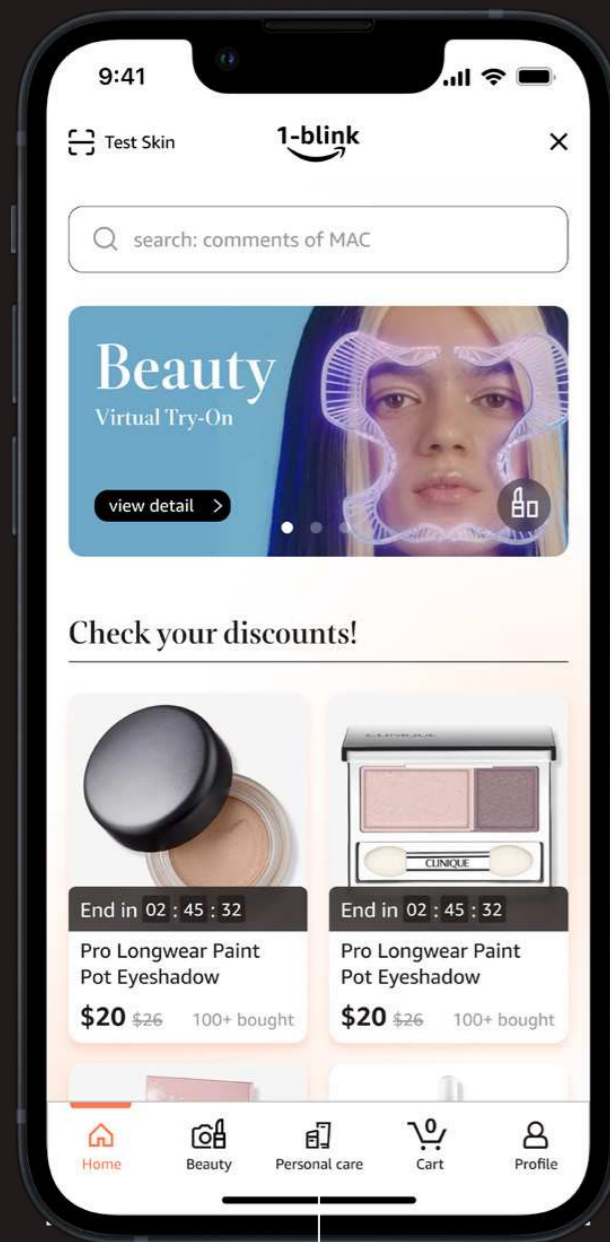 9:41
Test Skin
1-blink
search: comments of MAC
Beauty
Virtual Try-On
view detail
Check your discounts!
CLINIQUE
CLINIQUE
End in 02 : 45 : 32
End in 02 : 45 : 32
Pro Longwear Paint
Pot Eyeshadow
Pro Longwear Paint
Pot Eyeshadow
$20 $26 100+ bought
$20 $26 100+ bought
0
Home
Beauty
Personal care
Cart
Profile